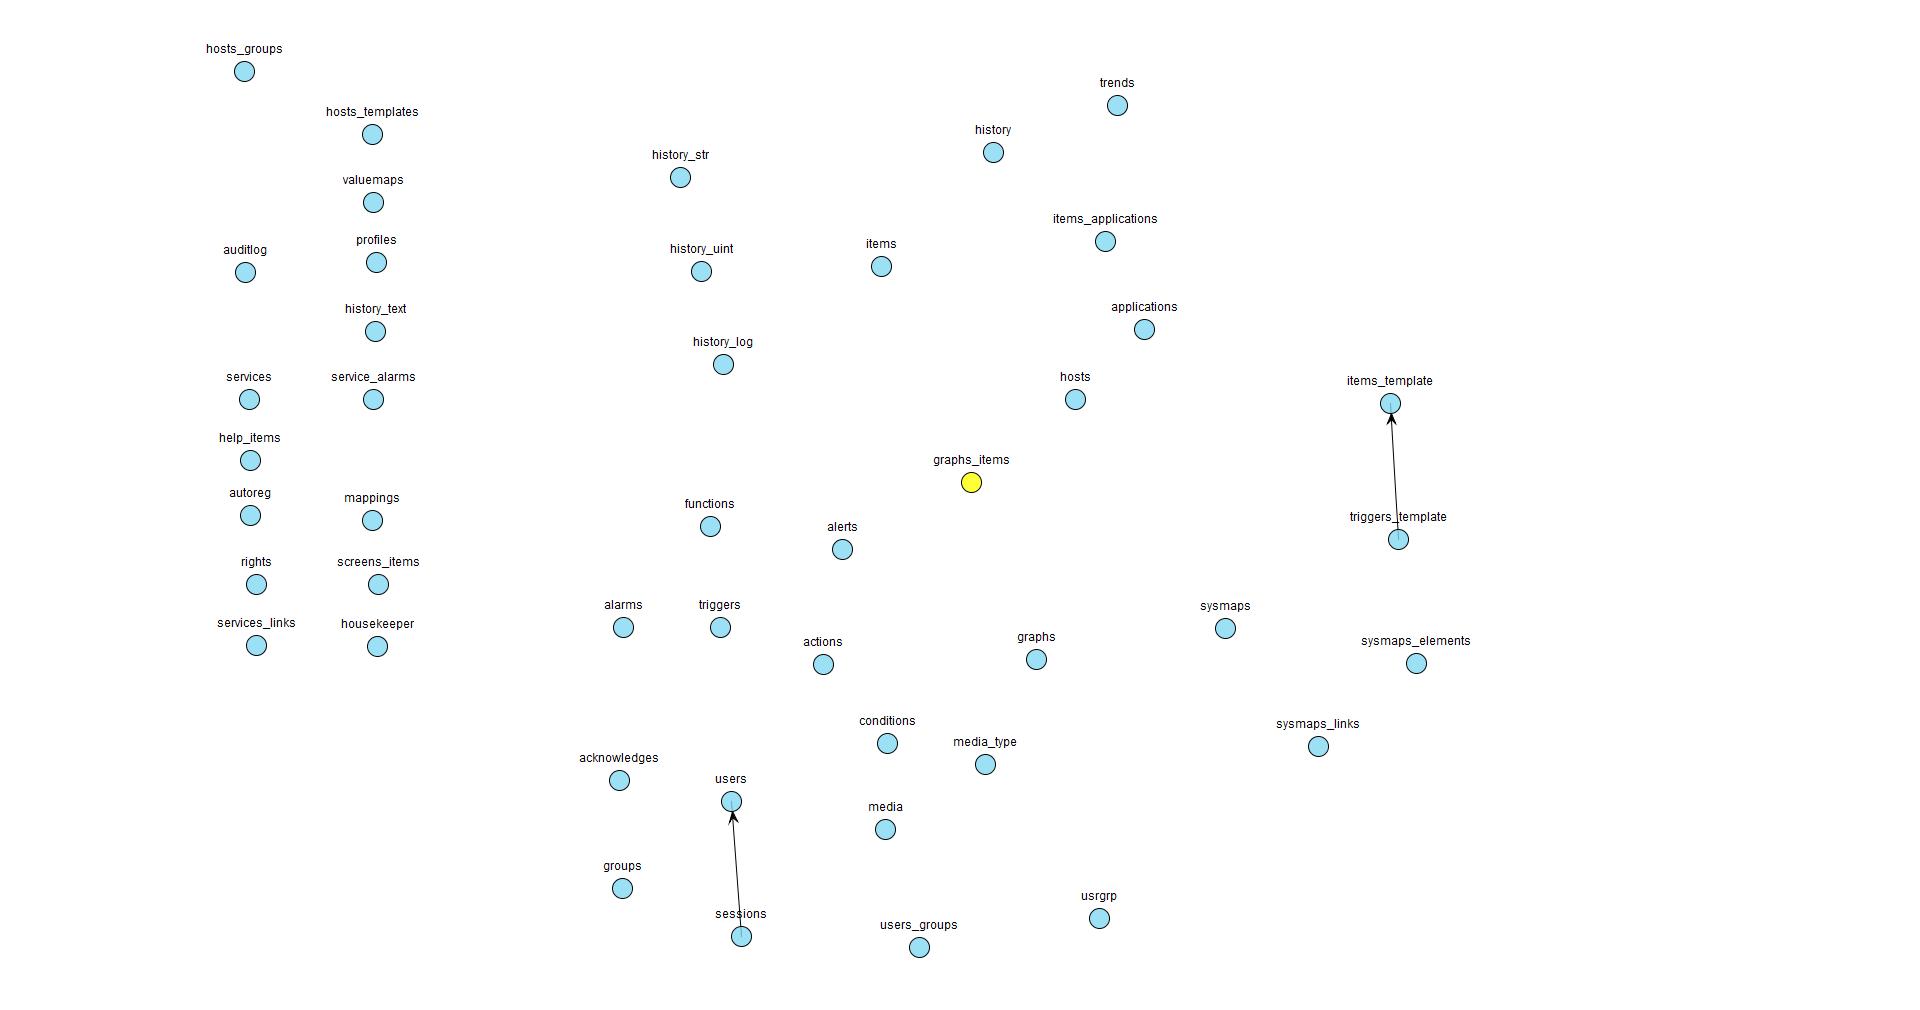 hosts_groups
trends
hosts_templates
history
history_str
valuemaps
items_applications
profiles
items
history_uint
auditlog
applications
history_text
history_log
services
service_alarms
hosts
items_template
help_items
graphs_items
autoreg
mappings
functions
triggers_template
alerts
rights
screens_items
alarms
triggers
sysmaps
services_links
housekeeper
graphs
actions
sysmaps_elements
conditions
sysmaps_links
media_type
acknowledges
users
media
groups
usrgrp
sessions
users_groups